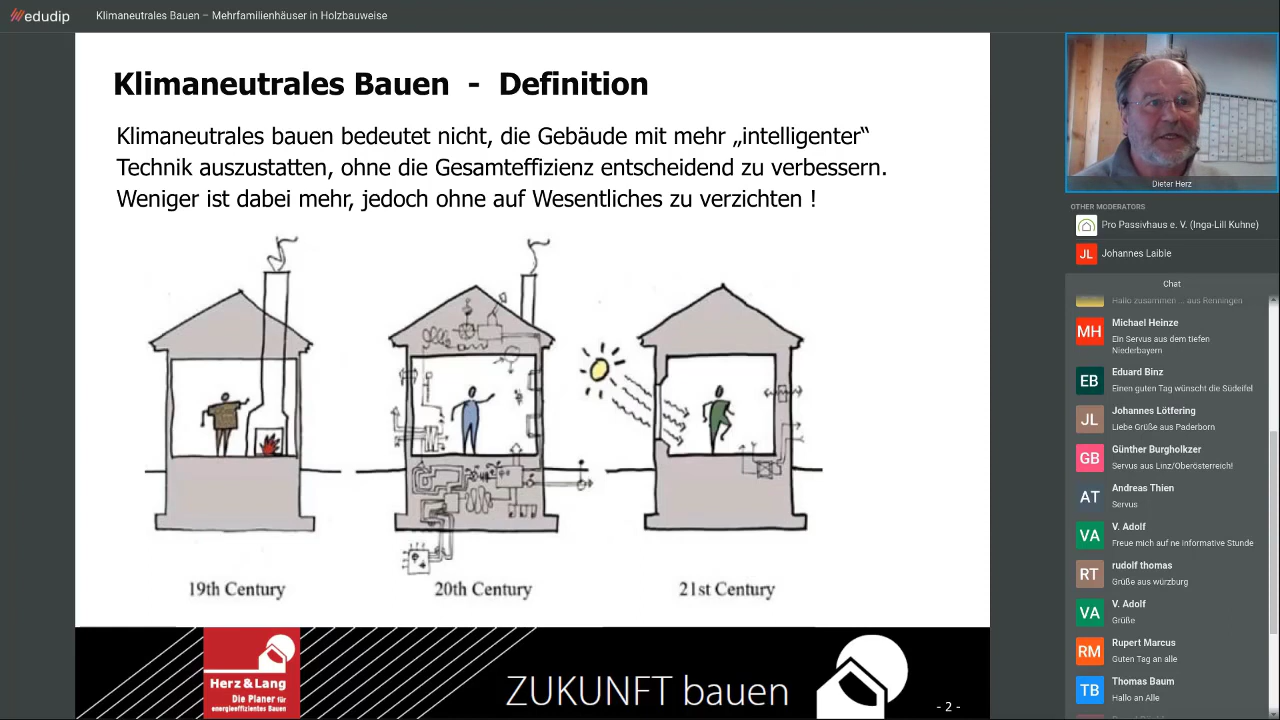 edudip
Klimaneutrales Bauen – Mehrfamilienhäuser in Holzbauweise
Klimaneutrales Bauen - Definition
Klimaneutrales bauen bedeutet nicht, die Gebäude mit mehr „intelligenter“
Technik auszustatten, ohne die Gesamteffizienz entscheidend zu verbessern.
Weniger ist dabei mehr, jedoch ohne auf Wesentliches zu verzichten !
19th Century
20th Century
21st Century
Herz & Lang
Die Planer für
energieeffizientes Bauen
ZUKUNFT bauen
- 2 -
Dieter Herz
OTHER MODERATORS
Pro Passivhaus e. V. (Inga-Lill Kuhne)
JL
Johannes Laible
Chat
Hallo zusammen ... aus Renningen
MH
Michael Heinze
Ein Servus aus dem tiefen
Niederbayern
EB
Eduard Binz
Einen guten Tag wünscht die Südeifel
JL
Johannes Lötfering
Liebe Grüße aus Paderborn
GB
Günther Burgholkzer
Servus aus Linz/Oberösterreich!
AT
Andreas Thien
Servus
VA
V. Adolf
Freue mich auf ne informative Stunde
RT
rudolf thomas
Grüße aus würzburg
VA
V. Adolf
Grüße
RM
Rupert Marcus
Guten Tag an alle
TB
Thomas Baum
Hallo an Alle